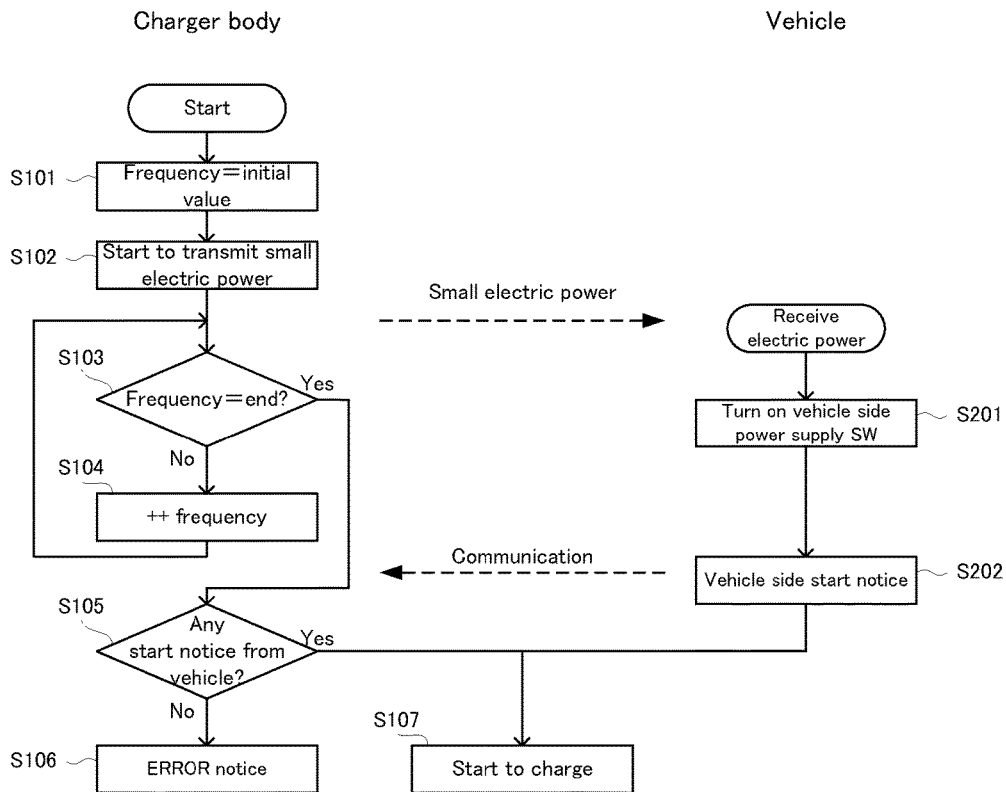 Charger body
Vehicle
Start
S101
Frequency=initial
value
S102
Start to transmit small
electric power
Small electric power
Receive
electric power
S103
Frequency=end?
Yes
No
S201
Turn on vehicle side
power supply SW
S104
++ frequency
Communication
S202
Vehicle side start notice
S105
Any
start notice from
vehicle?
Yes
No
S106
ERROR notice
S107
Start to charge